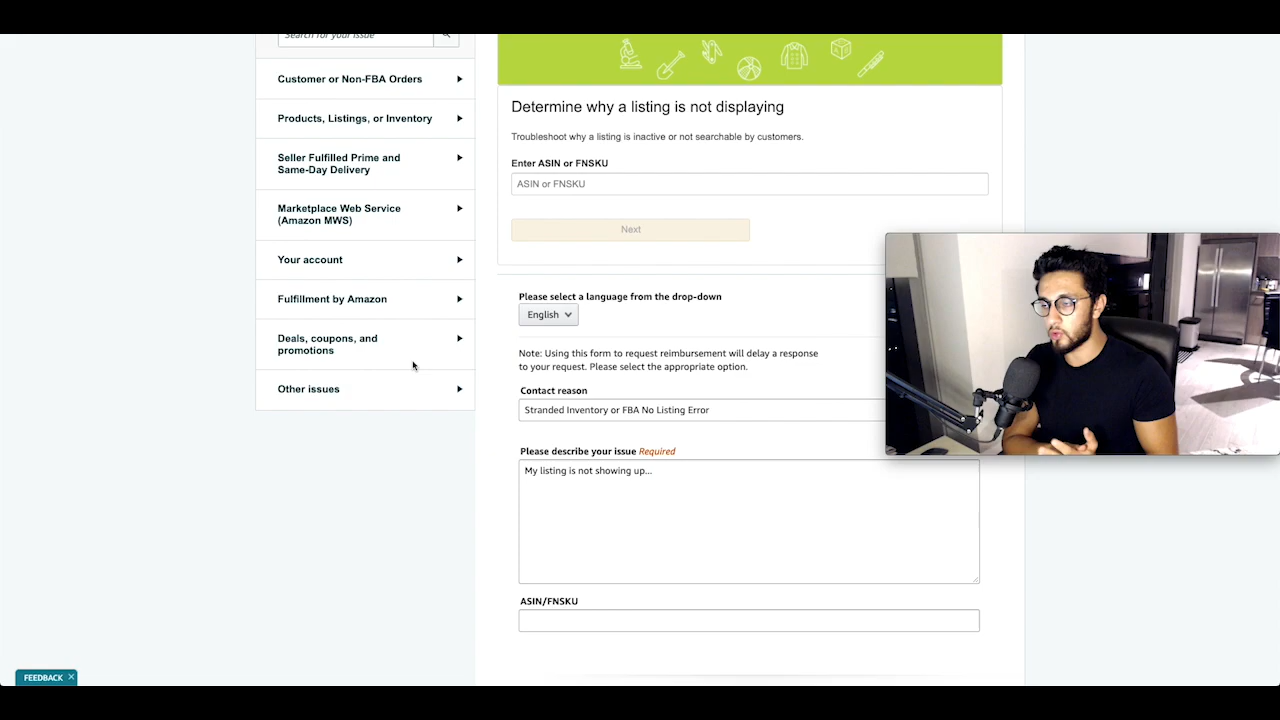 Search for your issue
Customer or Non-FBA Orders
Products, Listings, or Inventory
Seller Fulfilled Prime and
Same-Day Delivery
Marketplace Web Service
(Amazon MWS)
Your account
Fulfillment by Amazon
Deals, coupons, and
promotions
Other issues
Determine why a listing is not displaying
Troubleshoot why a listing is inactive or not searchable by customers.
Enter ASIN or FNSKU
ASIN or FNSKU
Next
Please select a language from the drop-down
English
Note: Using this form to request reimbursement will delay a response
to your request. Please select the appropriate option.
Contact reason
Stranded Inventory or FBA No Listing Error
Please describe your issue Required
My listing is not showing up...
ASIN/FNSKU
FEEDBACK